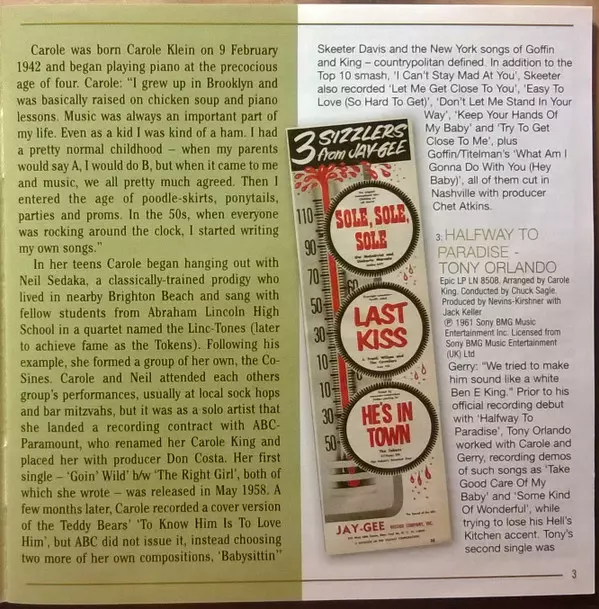 Carole was born Carole Klein on 9 February
1942 and began playing piano at the precocious
age of four. Carole: “I grew up in Brooklyn and
was basically raised on chicken soup and piano
lessons. Music was always an important part of
my life. Even as a kid I was kind of a ham. I had
a pretty normal childhood – when my parents
would say A, I would do B, but when it came to me
and music, we all pretty much agreed. Then I
entered the age of poodle-skirts, ponytails,
parties and proms. In the 50s, when everyone
was rocking around the clock, I started writing
my own songs.”
In her teens Carole began hanging out with
Neil Sedaka, a classically-trained prodigy who
lived in nearby Brighton Beach and sang with
fellow students from Abraham Lincoln High
School in a quartet named the Linc-Tones (later
to achieve fame as the Tokens). Following his
example, she formed a group of her own, the Co-
Sines. Carole and Neil attended each others
group’s performances, usually at local sock hops
and bar mitzvahs, but it was as a solo artist that
she landed a recording contract with ABC-
Paramount, who renamed her Carole King and
placed her with producer Don Costa. Her first
single – ‘Goin’ Wild’ b/w ‘The Right Girl’, both of
which she wrote – was released in May 1958. A
few months later, Carole recorded a cover version
of the Teddy Bears’ ‘To Know Him Is To Love
Him’, but ABC did not issue it, instead choosing
two more of her own compositions, ‘Babysittin’’
Skeeter Davis and the New York songs of Goffin
and King – countrypolitan defined. In addition to the
Top 10 smash, ‘I Can’t Stay Mad At You’, Skeeter
also recorded ‘Let Me Get Close To You’, ‘Easy To
Love (So Hard To Get)’, ‘Don’t Let Me Stand In Your
Way’, ‘Keep Your Hands Off
My Baby’ and ‘Try To Get
Close To Me’, plus
Goffin/Titelman’s ‘What Am I
Gonna Do With You (Hey
Baby)’, all of them cut in
Nashville with producer
Chet Atkins.
3: HALFWAY TO
PARADISE -
TONY ORLANDO
Epic LP LN 8508. Arranged by Carole
King. Conducted by Chuck Sagle.
Produced by Nevins-Kirshner with
Jack Keller
℗ 1961 Sony BMG Music
Entertainment Inc. Licensed from
Sony BMG Music Entertainment
(UK) Ltd
Gerry: “We tried to make
him sound like a white
Ben E King.” Prior to his
official recording debut
with ‘Halfway To
Paradise’, Tony Orlando
worked with Carole and
Gerry, recording demos
of such songs as ‘Take
Good Care Of My
Baby’ and ‘Some Kind
Of Wonderful’, while
trying to lose his Hell’s
Kitchen accent. Tony’s
second single was
3 SIZZLERS
from JAY-GEE
110
90
70
50
30
10
10
30
50
SOLE, SOLE,
SOLE
LAST
KISS
J. Frank Wilson and
The Cavaliers
HE’S IN
TOWN
The Tokens
JAY-GEE RECORD COMPANY, INC.
3